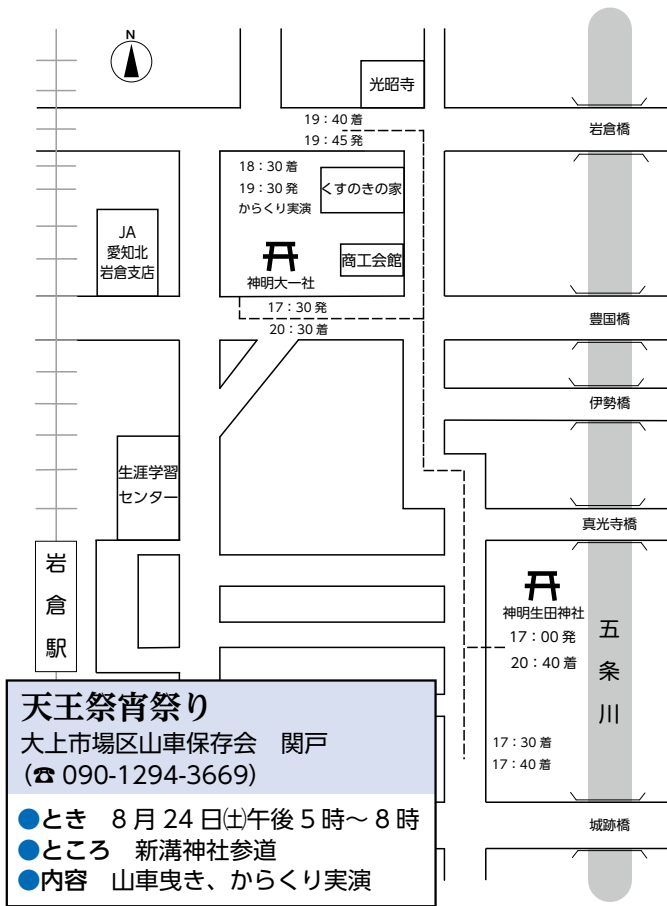 N
光昭寺
19：40 着
19：45 発
岩倉橋
18：30 着
19：30 発
からくり実演
くすのきの家
JA
愛知北
岩倉支店
商工会館
神明大一社
17：30 発
20：30 着
豊国橋
伊勢橋
生涯学習
センター
真光寺橋
岩倉駅
神明生田神社
17：00 発
20：40 着
五条川
17：30 着
17：40 着
城跡橋
天王祭宵祭り
大上市場区山車保存会　関戸
(☎ 090-1294-3669)
●とき　8 月 24 日㈯午後 5 時～ 8 時
●ところ　新溝神社参道
●内容　山車曳き、からくり実演